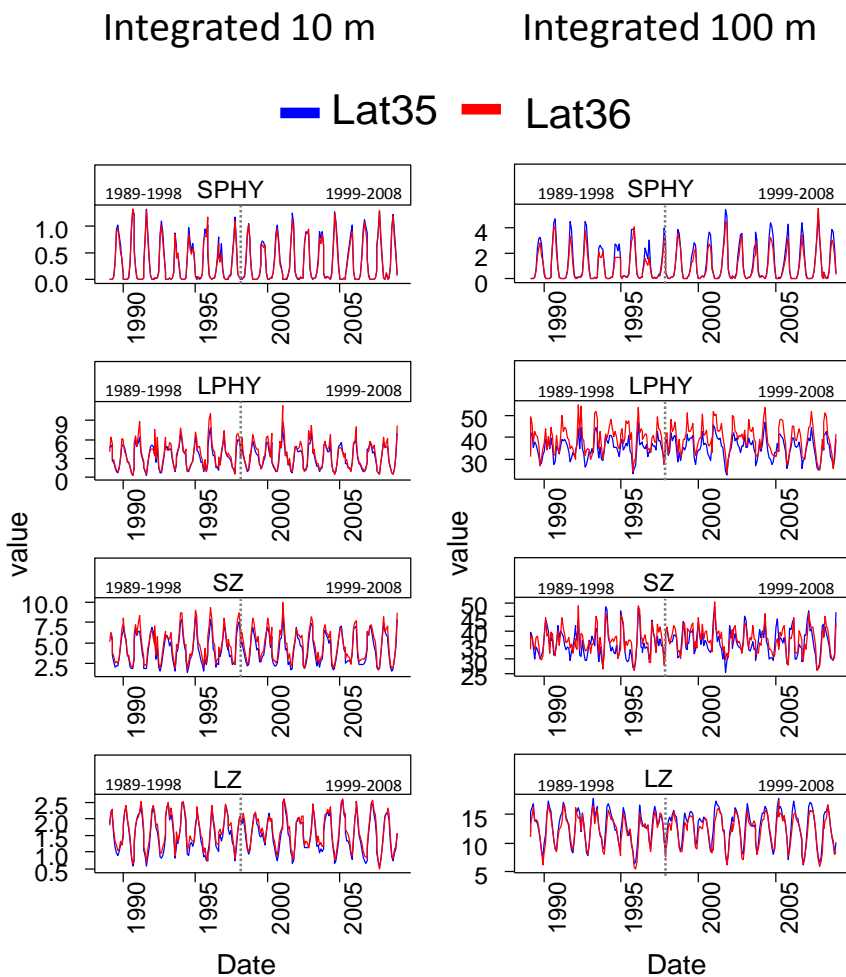 Integrated 10 m
Integrated 100 m
Lat35 Lat36
1989-1998 SPHY 1999-2008
1.0
0.5
0.0
1990 1995 2000 2005
1989-1998 LPHY 1999-2008
9
6
3
0
1990 1995 2000 2005
value
1989-1998 SZ 1999-2008
10.0
7.5
5.0
2.5
1990 1995 2000 2005
1989-1998 LZ 1999-2008
2.5
2.0
1.5
1.0
0.5
1990 1995 2000 2005
Date
1989-1998 SPHY 1999-2008
4
2
0
1990 1995 2000 2005
1989-1998 LPHY 1999-2008
50
40
30
1990 1995 2000 2005
value
1989-1998 SZ 1999-2008
50
45
40
35
30
25
1990 1995 2000 2005
1989-1998 LZ 1999-2008
15
10
5
1990 1995 2000 2005
Date